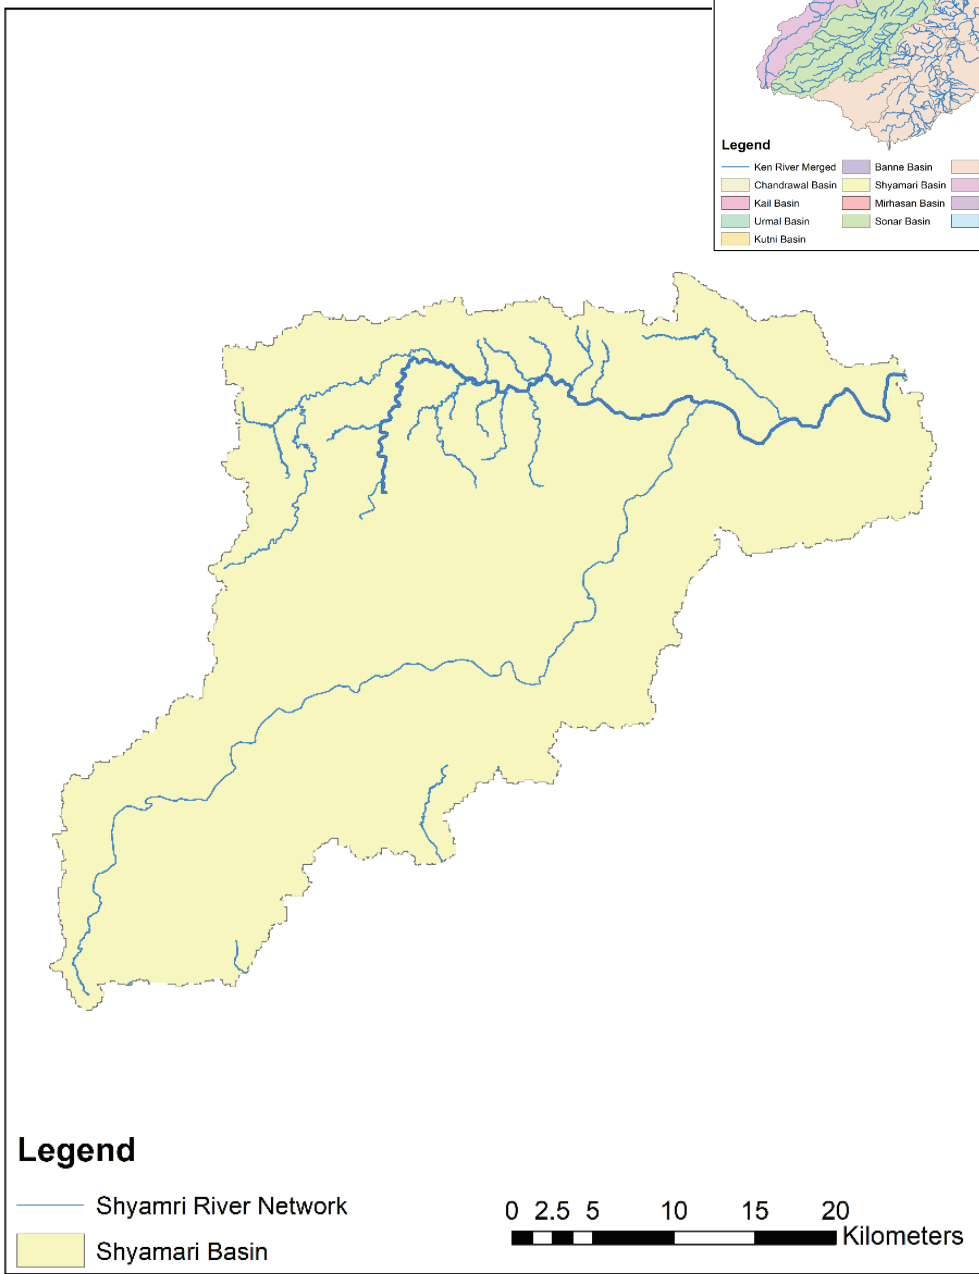 Legend
Ken River Merged Banne Basin
Chandrawal Basin Shyamari Basin
Kail Basin Mirhasan Basin
Urmal Basin Sonar Basin
Kutni Basin
Legend
Shyamri River Network
Shyamari Basin
0 2.5 5 10 15 20
Kilometers